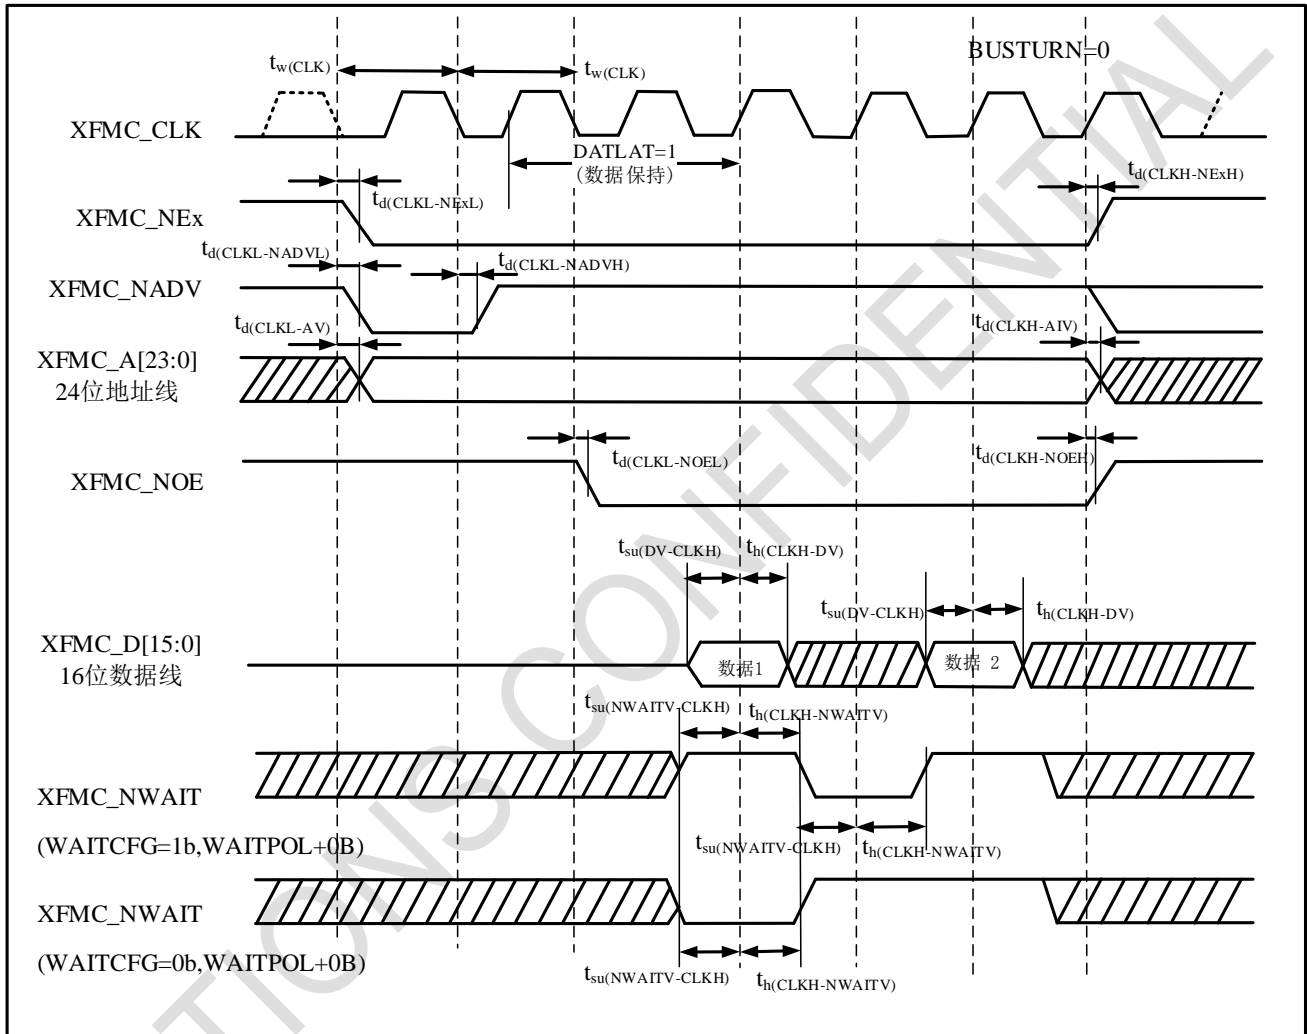 BUSTURN=0
tw(CLK)
tw(CLK)
XFMC_CLK
DATLAT=1
(数据保持)
td(CLKH-NExH)
td(CLKL-NExL)
XFMC_NEx
td(CLKL-NADVL)
td(CLKL-NADVH)
XFMC_NADV
td(CLKL-AV)
td(CLKH-AIV)
XFMC_A[23:0]
24位地址线
td(CLKL-NOEL)
td(CLKH-NOEH)
XFMC_NOE
tsu(DV-CLKH)
th(CLKH-DV)
tsu(DV-CLKH)
th(CLKH-DV)
XFMC_D[15:0]
16位数据线
数据1
数据 2
tsu(NWAITV-CLKH)
th(CLKH-NWAITV)
XFMC_NWAIT
(WAITCFG=1b,WAITPOL+0B)
tsu(NWAITV-CLKH)
th(CLKH-NWAITV)
XFMC_NWAIT
(WAITCFG=0b,WAITPOL+0B)
tsu(NWAITV-CLKH)
th(CLKH-NWAITV)
TIONS CONFIDENTIAL